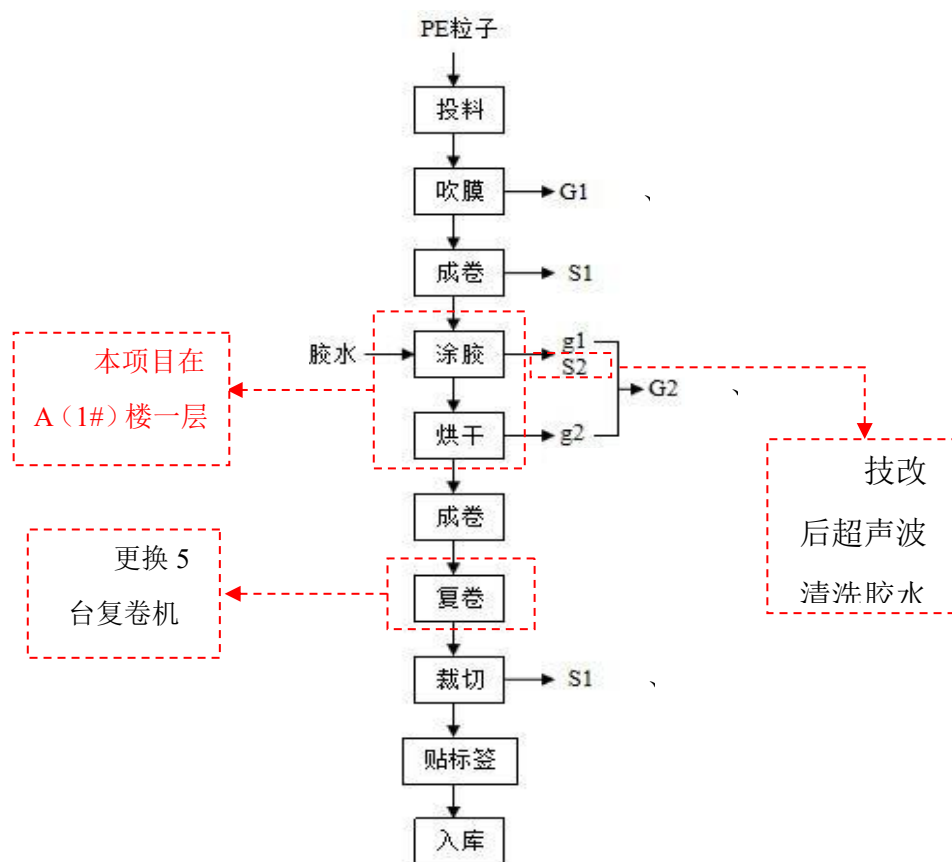 PE粒子
投料
吹膜
G1
、
成卷
S1
胶水
涂胶
g1
S2
G2
、
烘干
g2
本项目在
A（1#）楼一层
技改
后超声波
清洗胶水
成卷
更换 5
台复卷机
复卷
裁切
S1
、
贴标签
入库